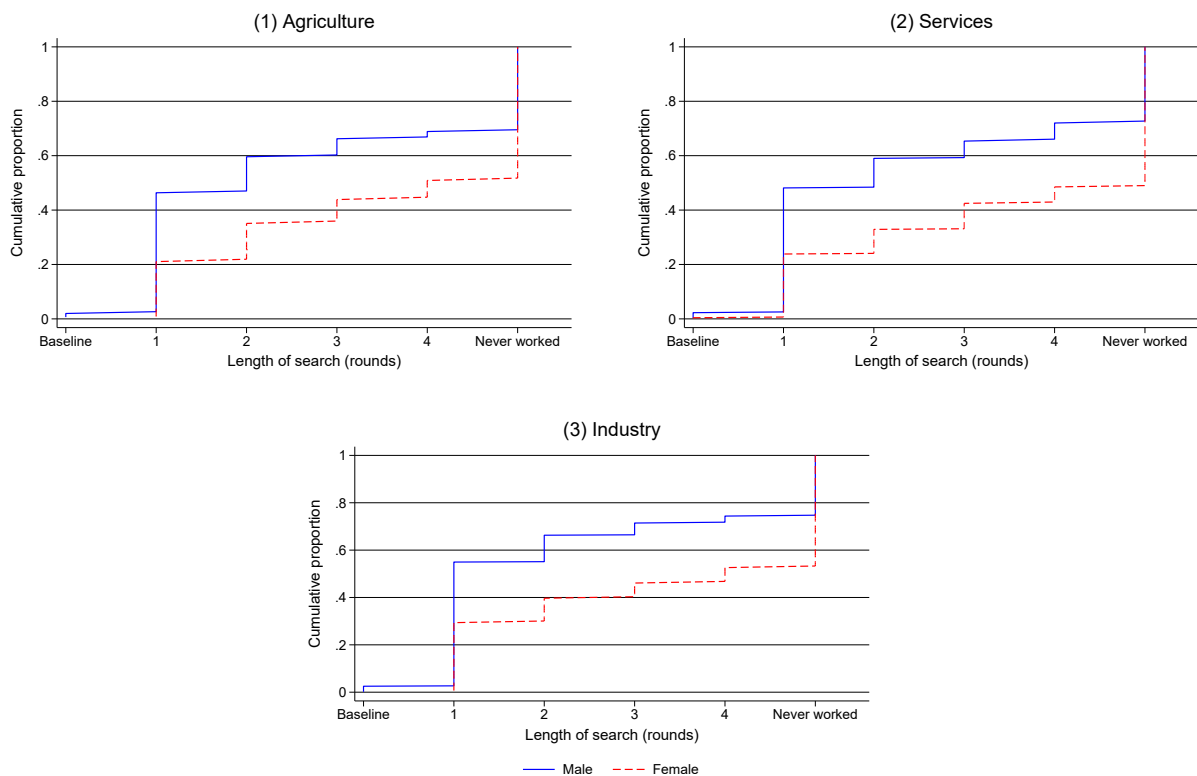 (1) Agriculture
Cumulative proportion
1
.8
.6
.4
.2
0
Baseline 1 2 3 4 Never worked
Length of search (rounds)
(2) Services
Cumulative proportion
1
.8
.6
.4
.2
0
Baseline 1 2 3 4 Never worked
Length of search (rounds)
(3) Industry
Cumulative proportion
1
.8
.6
.4
.2
0
Baseline 1 2 3 4 Never worked
Length of search (rounds)
Male Female